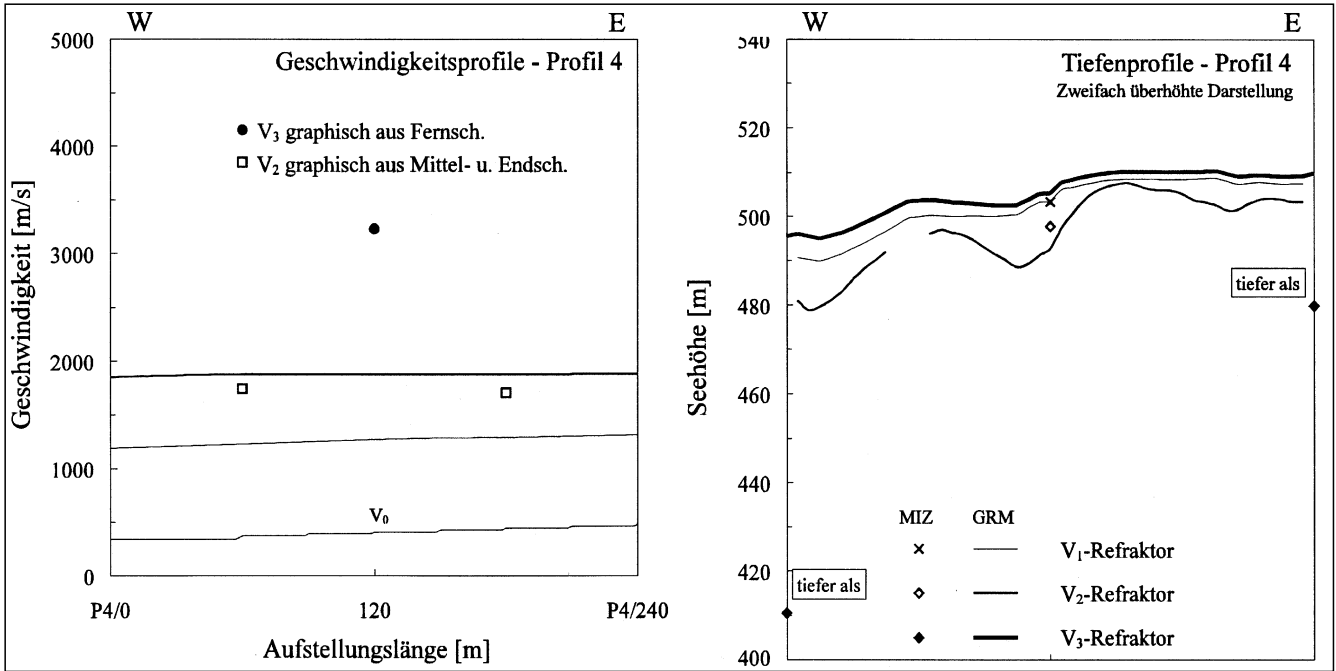 W E
Geschwindigkeitsprofile - Profil 4
V₃ graphisch aus Fernsch.
V₂ graphisch aus Mittel- u. Endsch.
Geschwindigkeit [m/s]
5000
4000
3000
2000
1000
0
V₀
P4/0 120 P4/240
Aufstellungslänge [m]
W E
Tiefenprofile - Profil 4
Zweifach überhöhte Darstellung
Seehöhe [m]
540
520
500
480
460
440
420
400
tiefer als
tiefer als
MIZ GRM
V₁-Refraktor
V₂-Refraktor
V₃-Refraktor